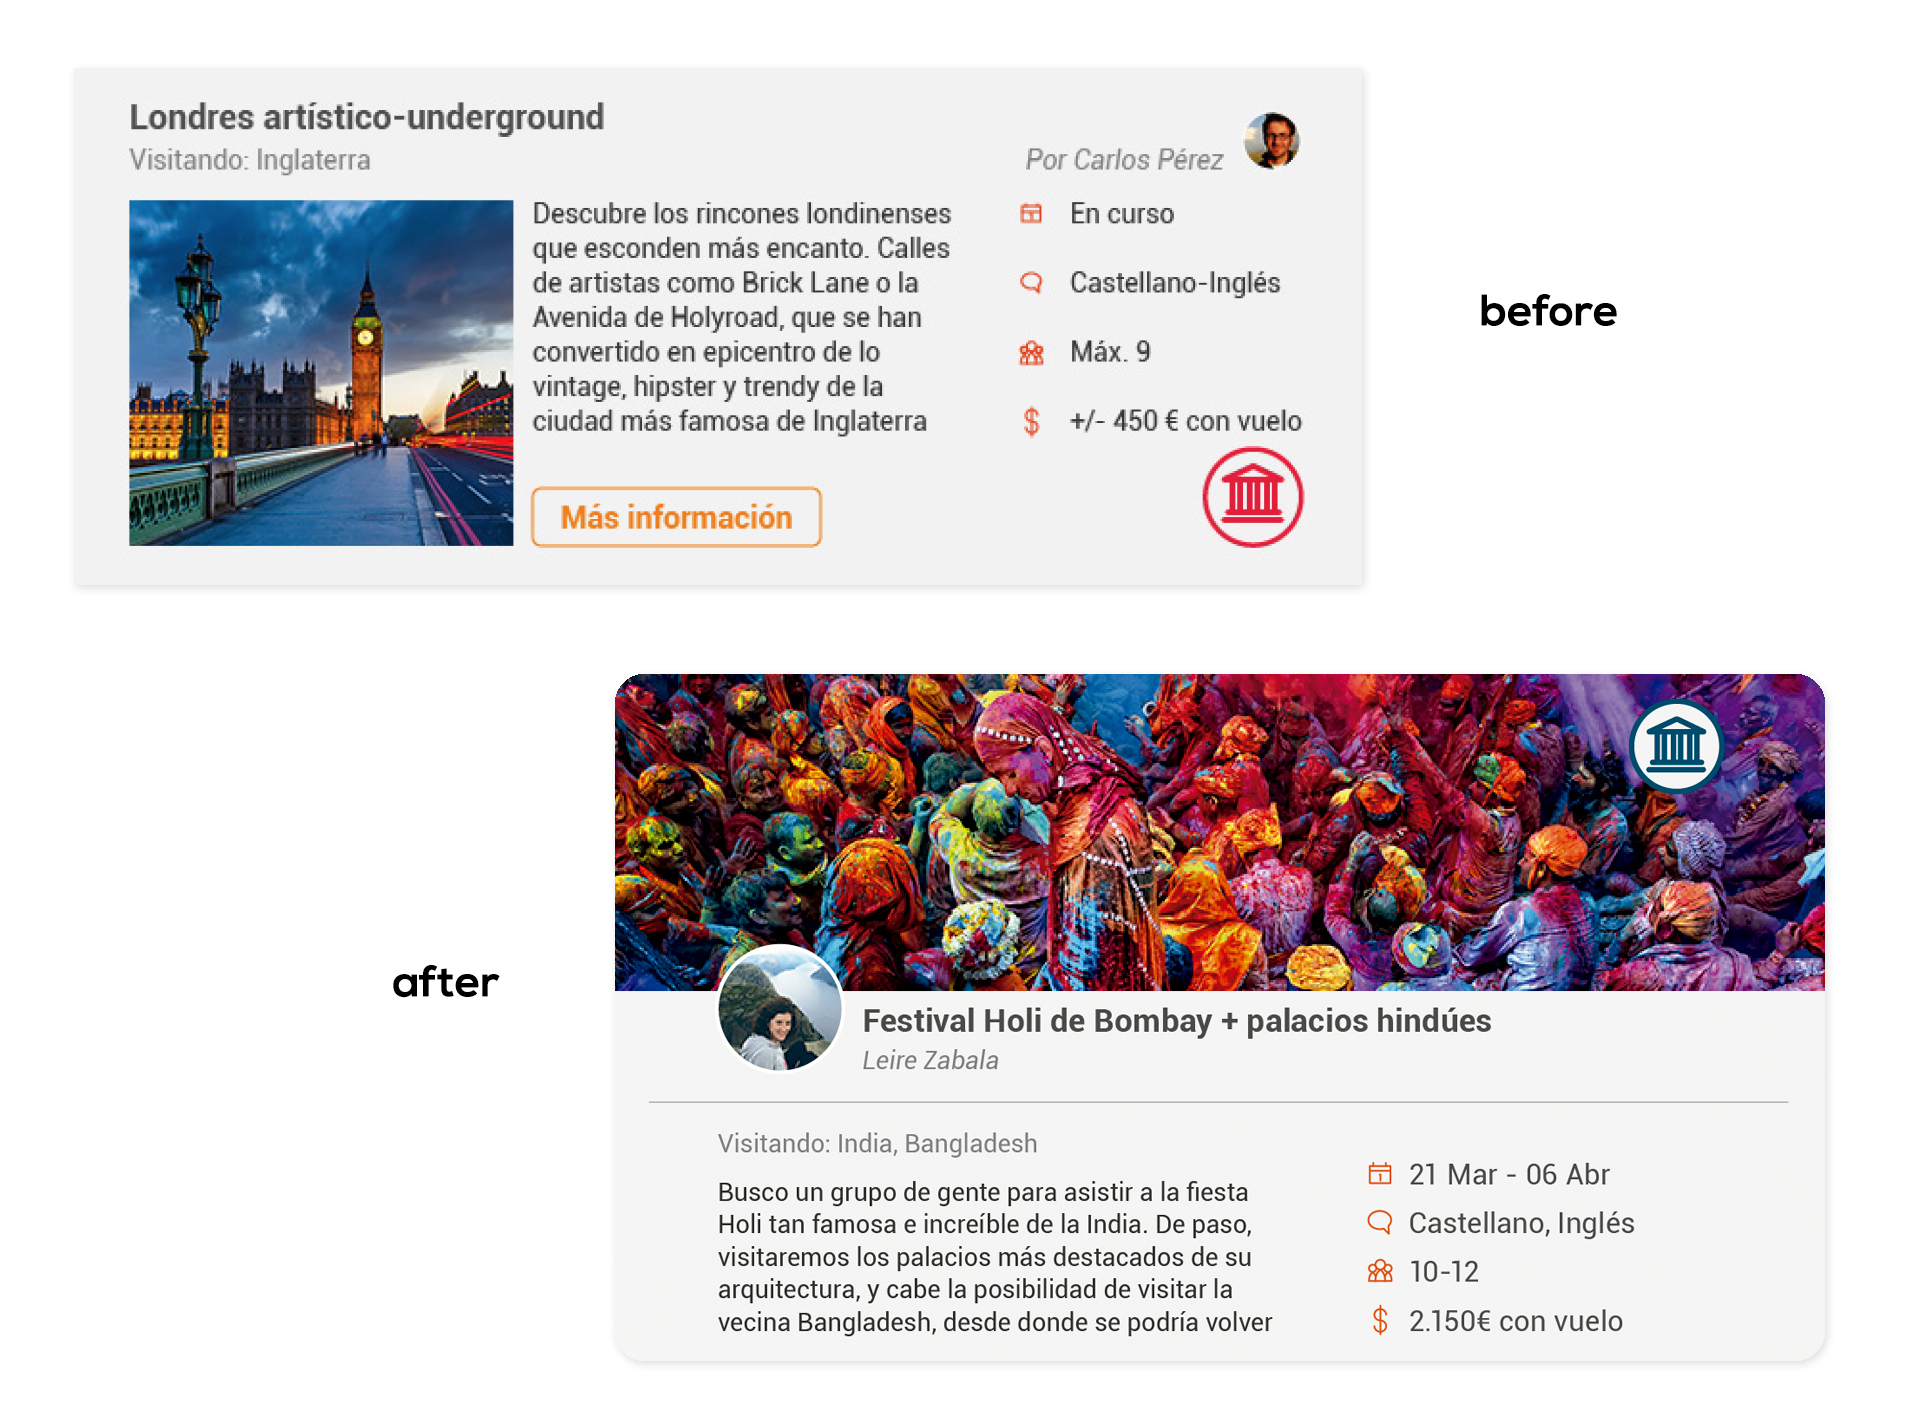 Londres artístico-underground
Visitando: Inglaterra
Por Carlos Pérez
Descubre los rincones londinenses
que esconden más encanto. Calles
de artistas como Brick Lane o la
Avenida de Holyroad, que se han
convertido en epicentro de lo
vintage, hipster y trendy de la
ciudad más famosa de Inglaterra
Más información
En curso
Castellano-Inglés
Máx. 9
$ +/- 450 € con vuelo
before
after
Festival Holi de Bombay + palacios hindúes
Leire Zabala
Visitando: India, Bangladesh
Busco un grupo de gente para asistir a la fiesta
Holi tan famosa e increíble de la India. De paso,
visitaremos los palacios más destacados de su
arquitectura, y cabe la posibilidad de visitar la
vecina Bangladesh, desde donde se podría volver
21 Mar - 06 Abr
Castellano, Inglés
10-12
$ 2.150€ con vuelo